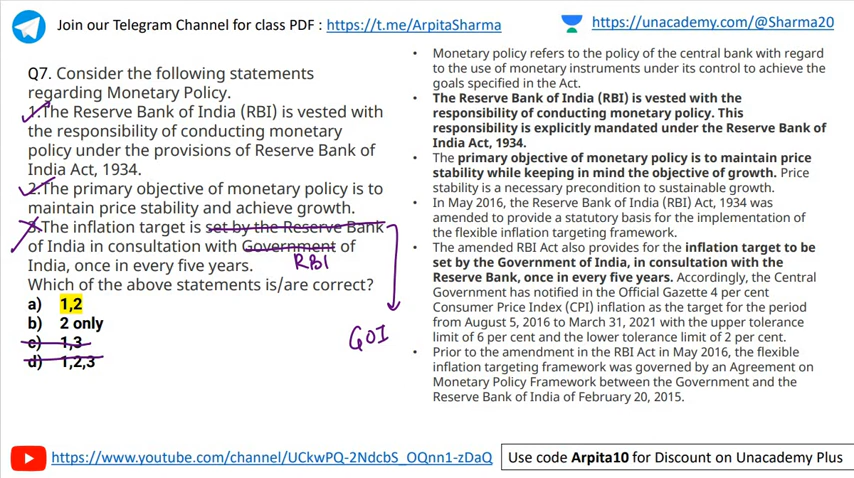 Join our Telegram Channel for class PDF : https://t.me/ArpitaSharma
https://unacademy.com/@Sharma20
Q7. Consider the following statements
regarding Monetary Policy.
1.The Reserve Bank of India (RBI) is vested with
the responsibility of conducting monetary
policy under the provisions of Reserve Bank of
India Act, 1934.
2.The primary objective of monetary policy is to
maintain price stability and achieve growth.
3.The inflation target is set by the Reserve Bank
of India in consultation with Government of
RBI
India, once in every five years.
Which of the above statements is/are correct?
a) 1,2
b) 2 only
c) 1,3
d) 1,2,3
GOI
• Monetary policy refers to the policy of the central bank with regard
to the use of monetary instruments under its control to achieve the
goals specified in the Act.
• The Reserve Bank of India (RBI) is vested with the
responsibility of conducting monetary policy. This
responsibility is explicitly mandated under the Reserve Bank of
India Act, 1934.
• The primary objective of monetary policy is to maintain price
stability while keeping in mind the objective of growth. Price
stability is a necessary precondition to sustainable growth.
• In May 2016, the Reserve Bank of India (RBI) Act, 1934 was
amended to provide a statutory basis for the implementation of
the flexible inflation targeting framework.
• The amended RBI Act also provides for the inflation target to be
set by the Government of India, in consultation with the
Reserve Bank, once in every five years. Accordingly, the Central
Government has notified in the Official Gazette 4 per cent
Consumer Price Index (CPI) inflation as the target for the period
from August 5, 2016 to March 31, 2021 with the upper tolerance
limit of 6 per cent and the lower tolerance limit of 2 per cent.
• Prior to the amendment in the RBI Act in May 2016, the flexible
inflation targeting framework was governed by an Agreement on
Monetary Policy Framework between the Government and the
Reserve Bank of India of February 20, 2015.
https://www.youtube.com/channel/UCkwPQ-2NdcbS_OQnn1-zDaQ
Use code Arpita10 for Discount on Unacademy Plus